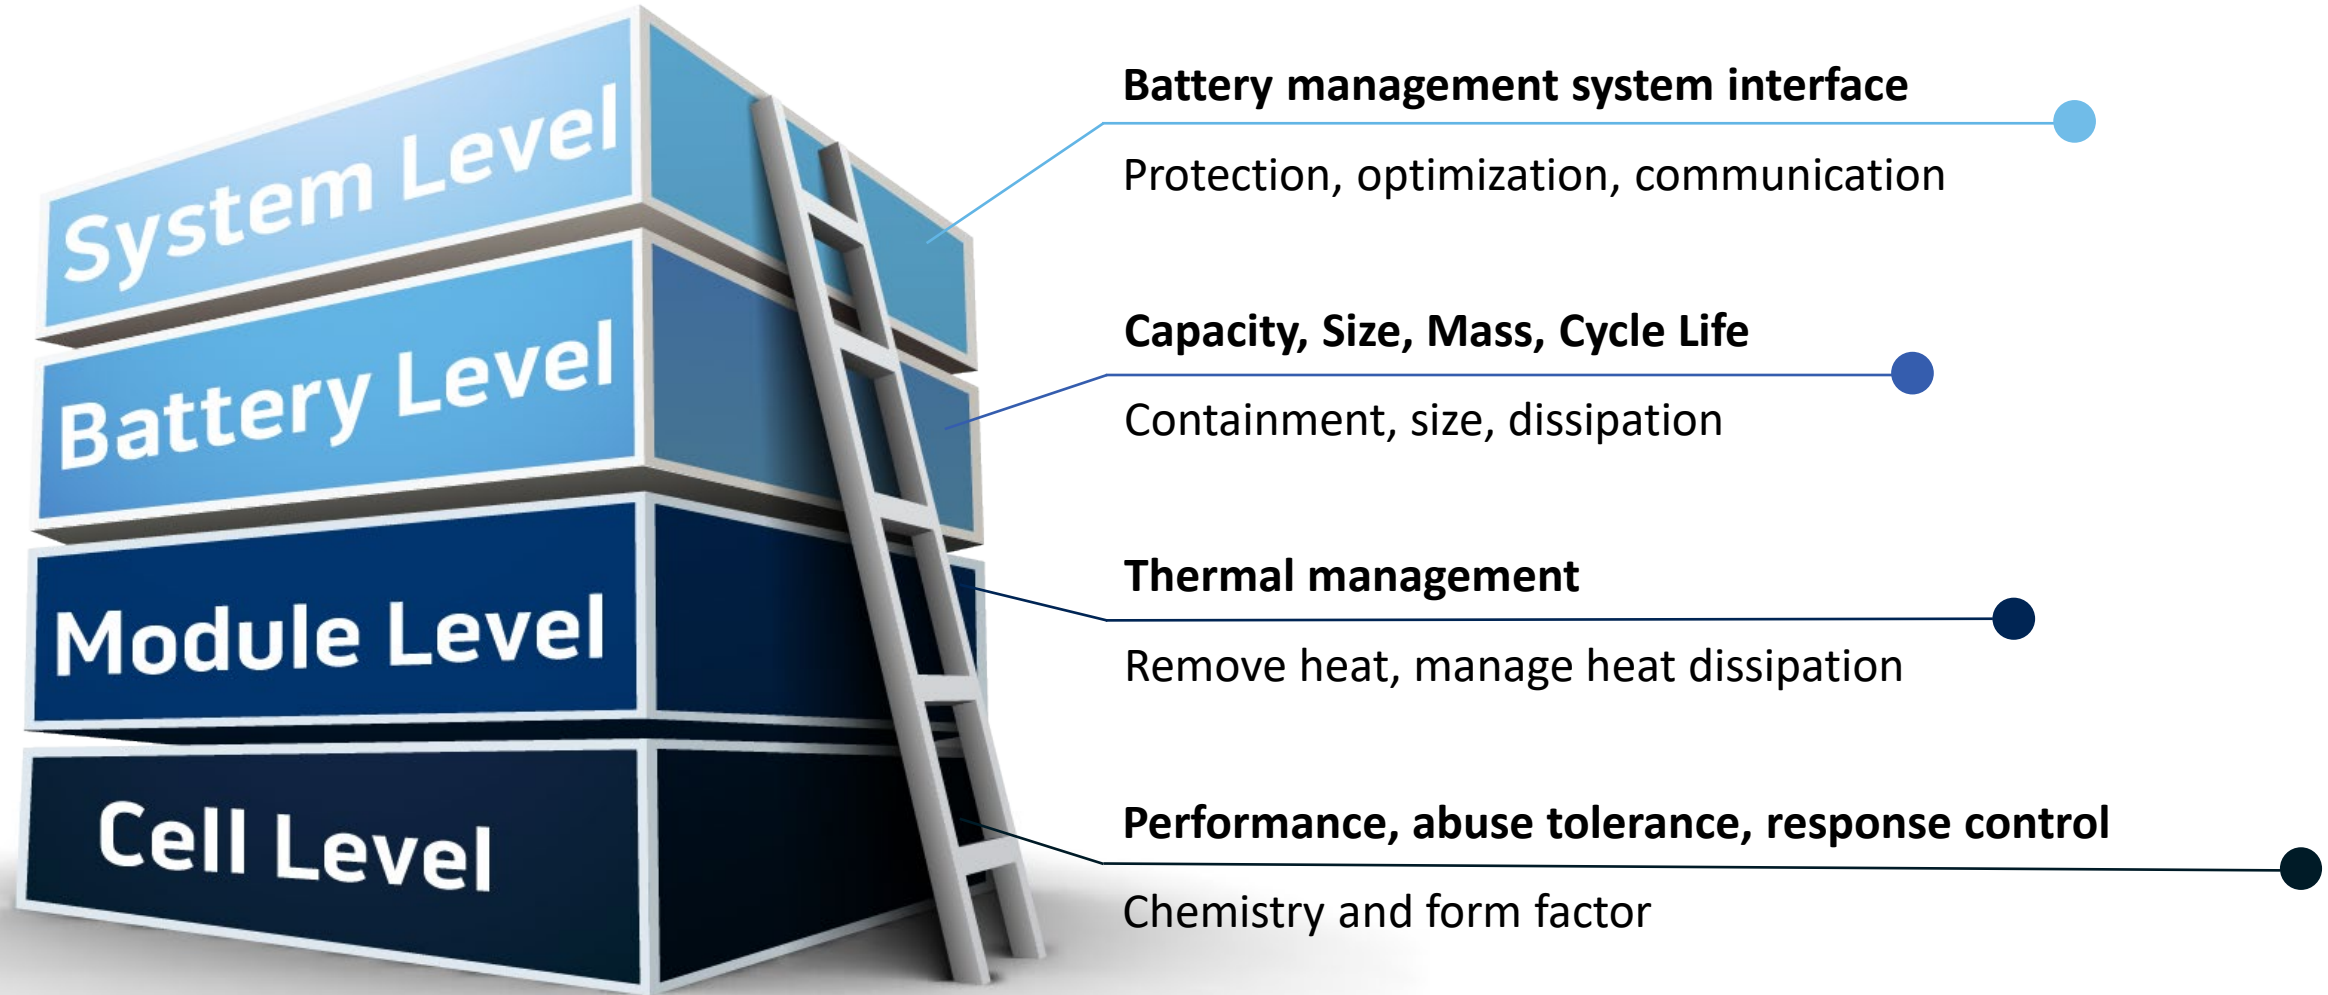 System Level
Battery management system interface
Protection, optimization, communication
Battery Level
Capacity, Size, Mass, Cycle Life
Containment, size, dissipation
Module Level
Thermal management
Remove heat, manage heat dissipation
Cell Level
Performance, abuse tolerance, response control
Chemistry and form factor